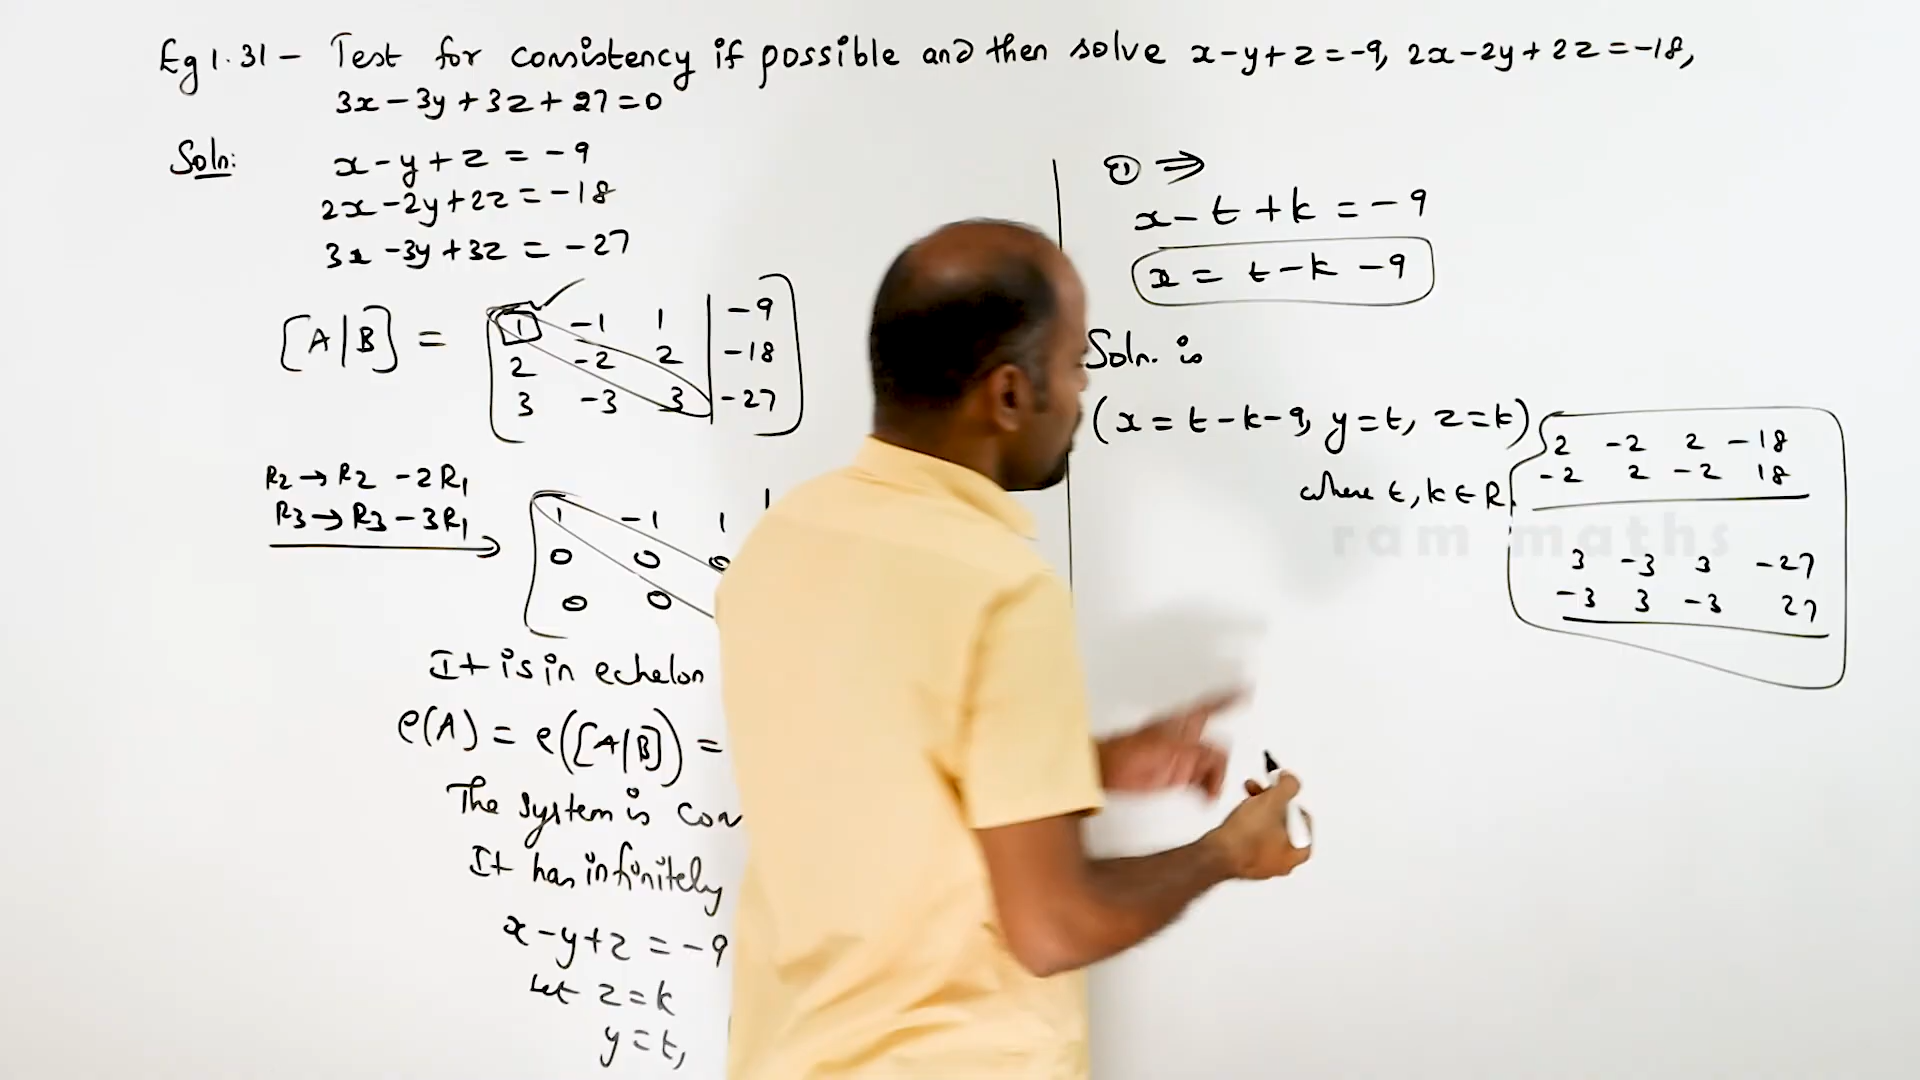 Eg 1.31 - Test for consistency if possible and then solve x-y+z=-9, 2x-2y+2z=-18,
3x-3y+3z+27=0
Soln:
x-y+z = -9
2x-2y+2z = -18
3x-3y+3z = -27
[A|B] =
1 -1 1 -9
2 -2 2 -18
3 -3 3 -27
R2→R2 -2R1
R3→R3-3R1
1 -1 1
0 0 0
0 0
It is in echelon
ρ(A) = ρ([A|B]) =
The system is con
It has infinitely
x-y+z = -9
Let z=k
y=t,
① ⇒
x-t+k = -9
x = t-k-9
Soln. is
(x = t-k-9, y=t, z=k)
where t, k ∈ R.
2 -2 2 -18
-2 2 -2 18
3 -3 3 -27
-3 3 -3 27
ram maths